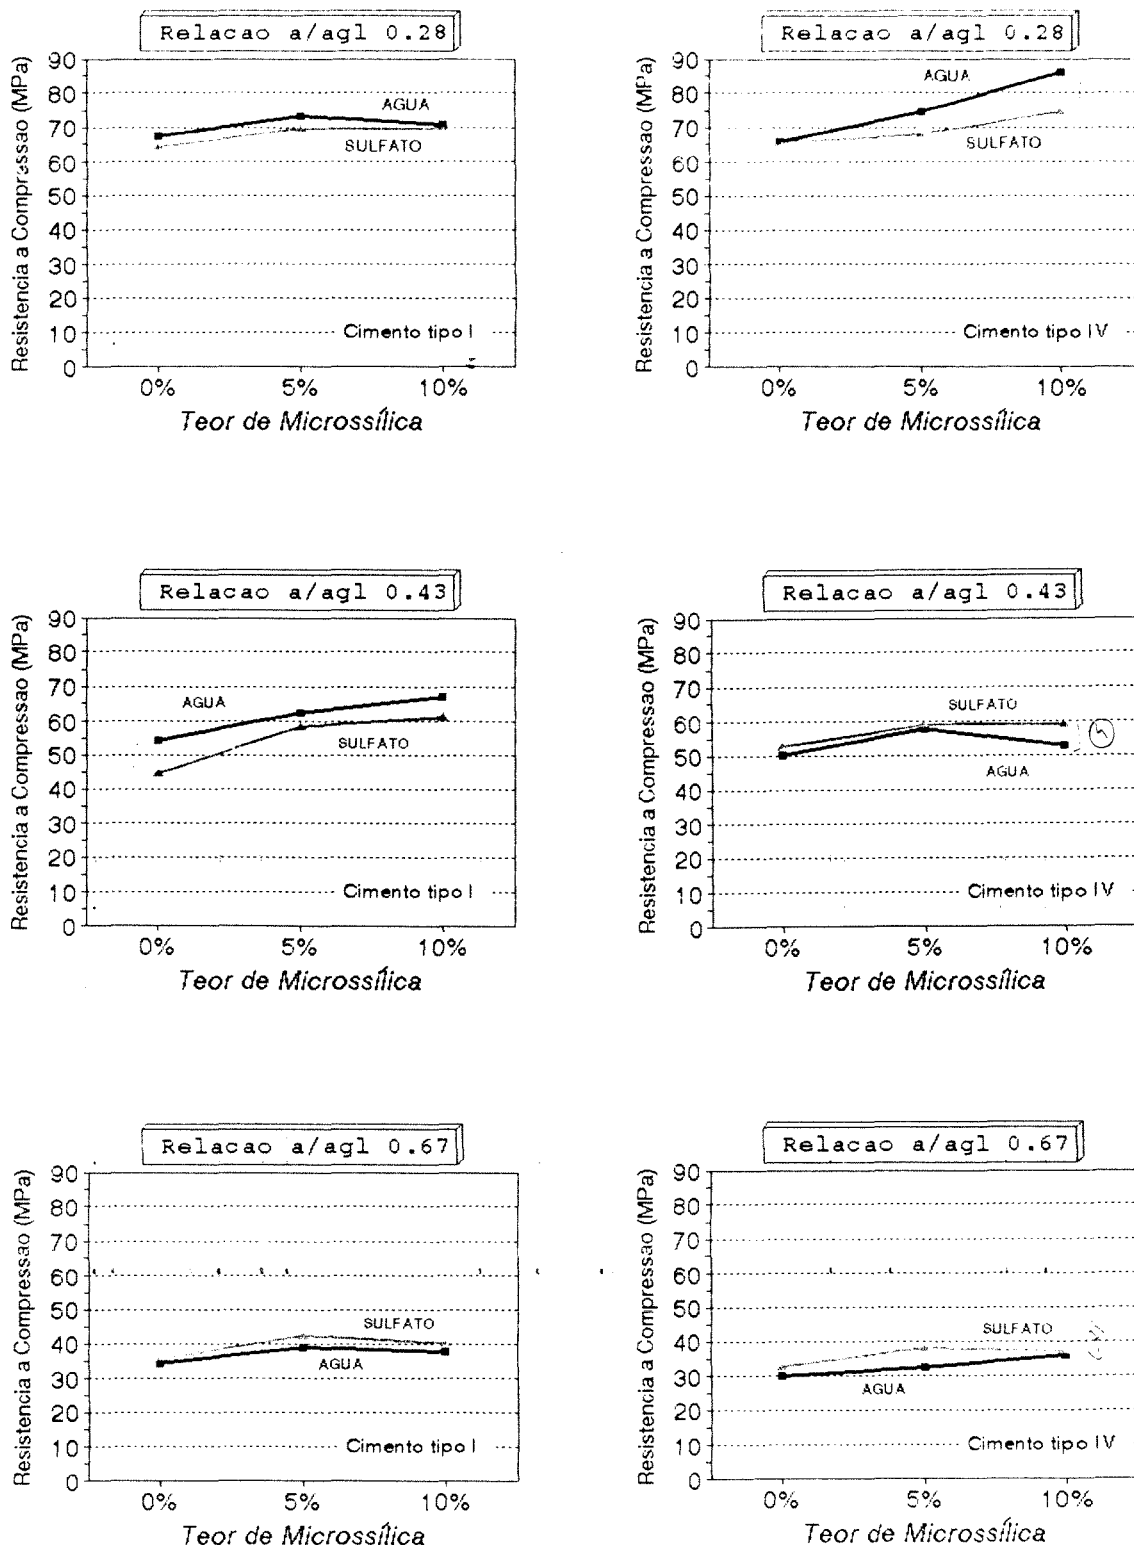 Relacao a/agl 0.28
Resistencia a Compressao (MPa)
90
80
70
60
50
40
30
20
10
0
AGUA
SULFATO
Cimento tipo I
0% 5% 10%
Teor de Microssílica
Relacao a/agl 0.28
Resistencia a Compressao (MPa)
90
80
70
60
50
40
30
20
10
0
AGUA
SULFATO
Cimento tipo IV
0% 5% 10%
Teor de Microssílica
Relacao a/agl 0.43
Resistencia a Compressao (MPa)
90
80
70
60
50
40
30
20
10
0
AGUA
SULFATO
Cimento tipo I
0% 5% 10%
Teor de Microssílica
Relacao a/agl 0.43
Resistencia a Compressao (MPa)
90
80
70
60
50
40
30
20
10
0
SULFATO
AGUA
Cimento tipo IV
0% 5% 10%
Teor de Microssílica
Relacao a/agl 0.67
Resistencia a Compressao (MPa)
90
80
70
60
50
40
30
20
10
0
SULFATO
AGUA
Cimento tipo I
0% 5% 10%
Teor de Microssílica
Relacao a/agl 0.67
Resistencia a Compressao (MPa)
90
80
70
60
50
40
30
20
10
0
SULFATO
AGUA
Cimento tipo IV
0% 5% 10%
Teor de Microssílica